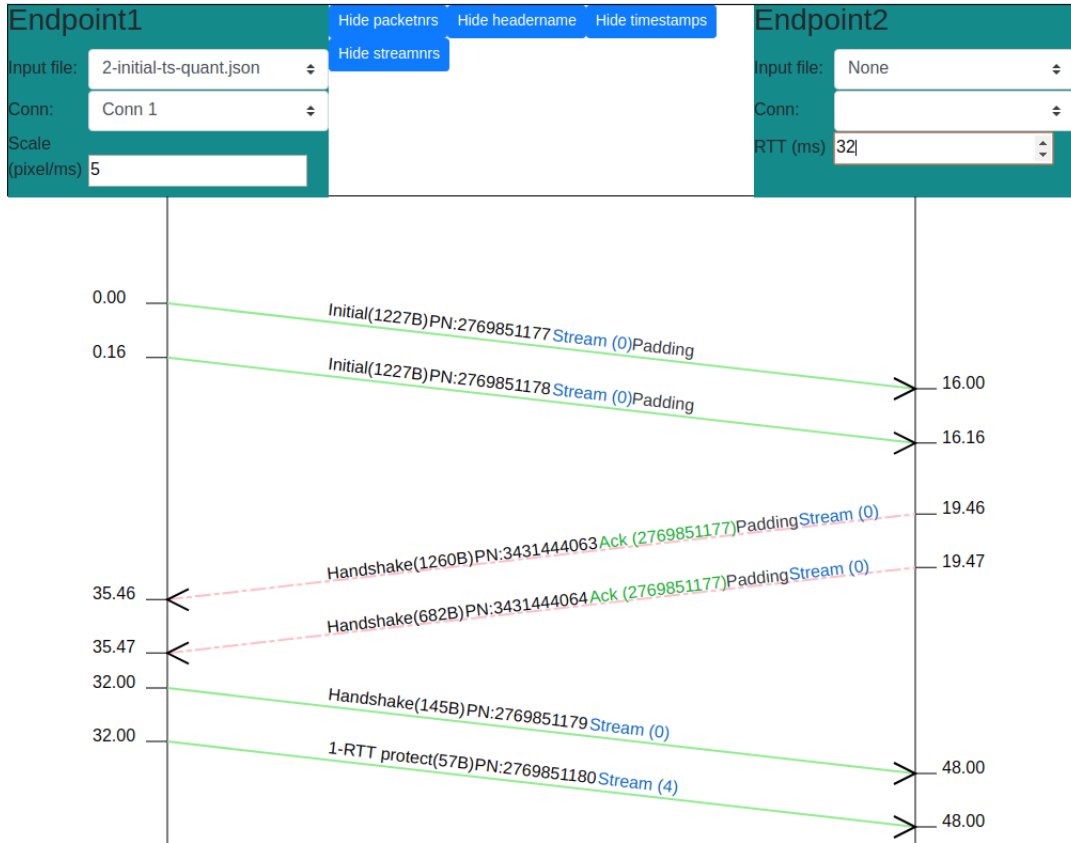 Endpoint1
Input file: 2-initial-ts-quant.json
Conn: Conn 1
Scale
(pixel/ms) 5
Hide packetnrs Hide headername Hide timestamps
Hide streamnrs
Endpoint2
Input file: None
Conn:
RTT (ms) 32
0.00
Initial(1227B)PN:2769851177Stream (0)Padding
16.00
0.16
Initial(1227B)PN:2769851178Stream (0)Padding
16.16
19.46
Handshake(1260B)PN:3431444063Ack (2769851177)PaddingStream (0)
35.46
19.47
Handshake(682B)PN:3431444064Ack (2769851177)PaddingStream (0)
35.47
32.00
Handshake(145B)PN:2769851179Stream (0)
48.00
32.00
1-RTT protect(57B)PN:2769851180Stream (4)
48.00